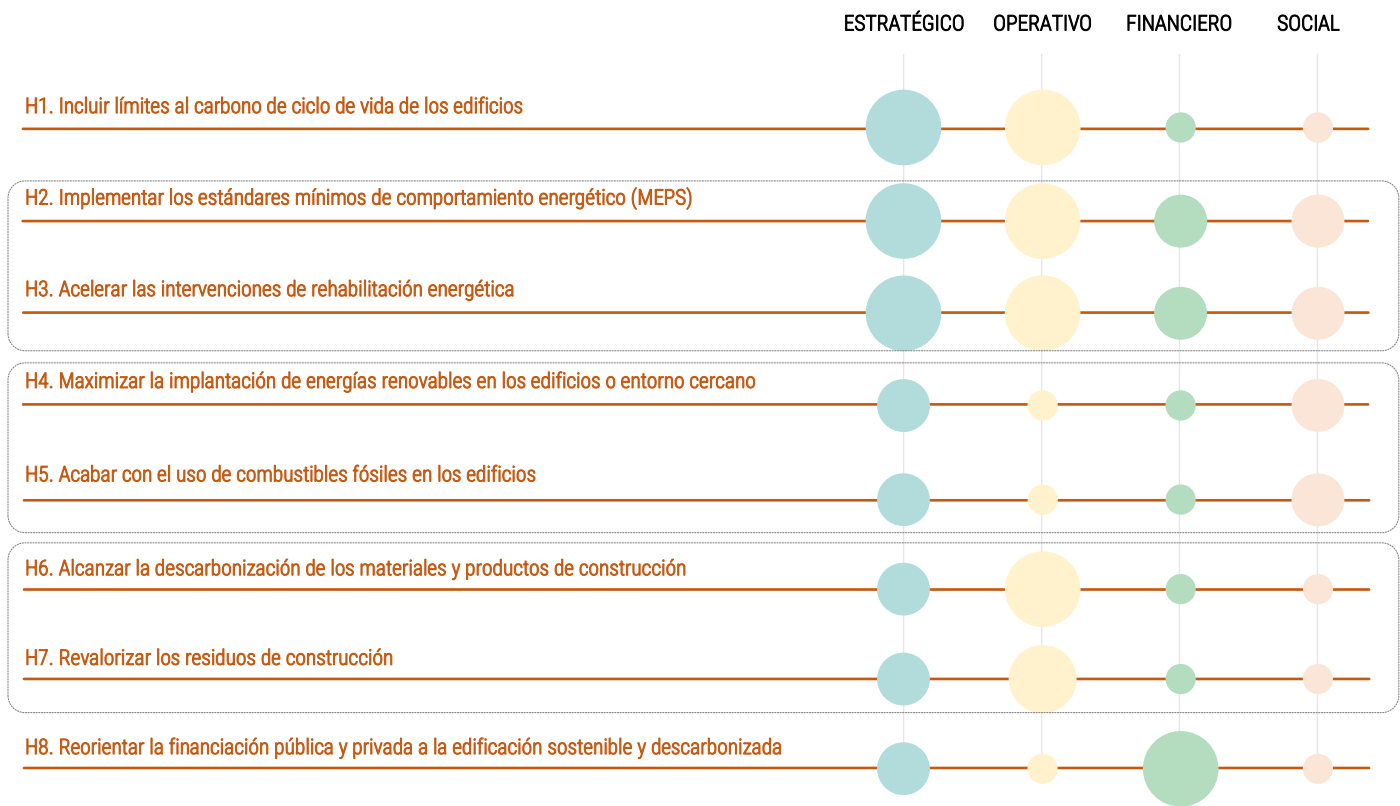 ESTRATÉGICO OPERATIVO FINANCIERO SOCIAL
H1. Incluir límites al carbono de ciclo de vida de los edificios
H2. Implementar los estándares mínimos de comportamiento energético (MEPS)
H3. Acelerar las intervenciones de rehabilitación energética
H4. Maximizar la implantación de energías renovables en los edificios o entorno cercano
H5. Acabar con el uso de combustibles fósiles en los edificios
H6. Alcanzar la descarbonización de los materiales y productos de construcción
H7. Revalorizar los residuos de construcción
H8. Reorientar la financiación pública y privada a la edificación sostenible y descarbonizada